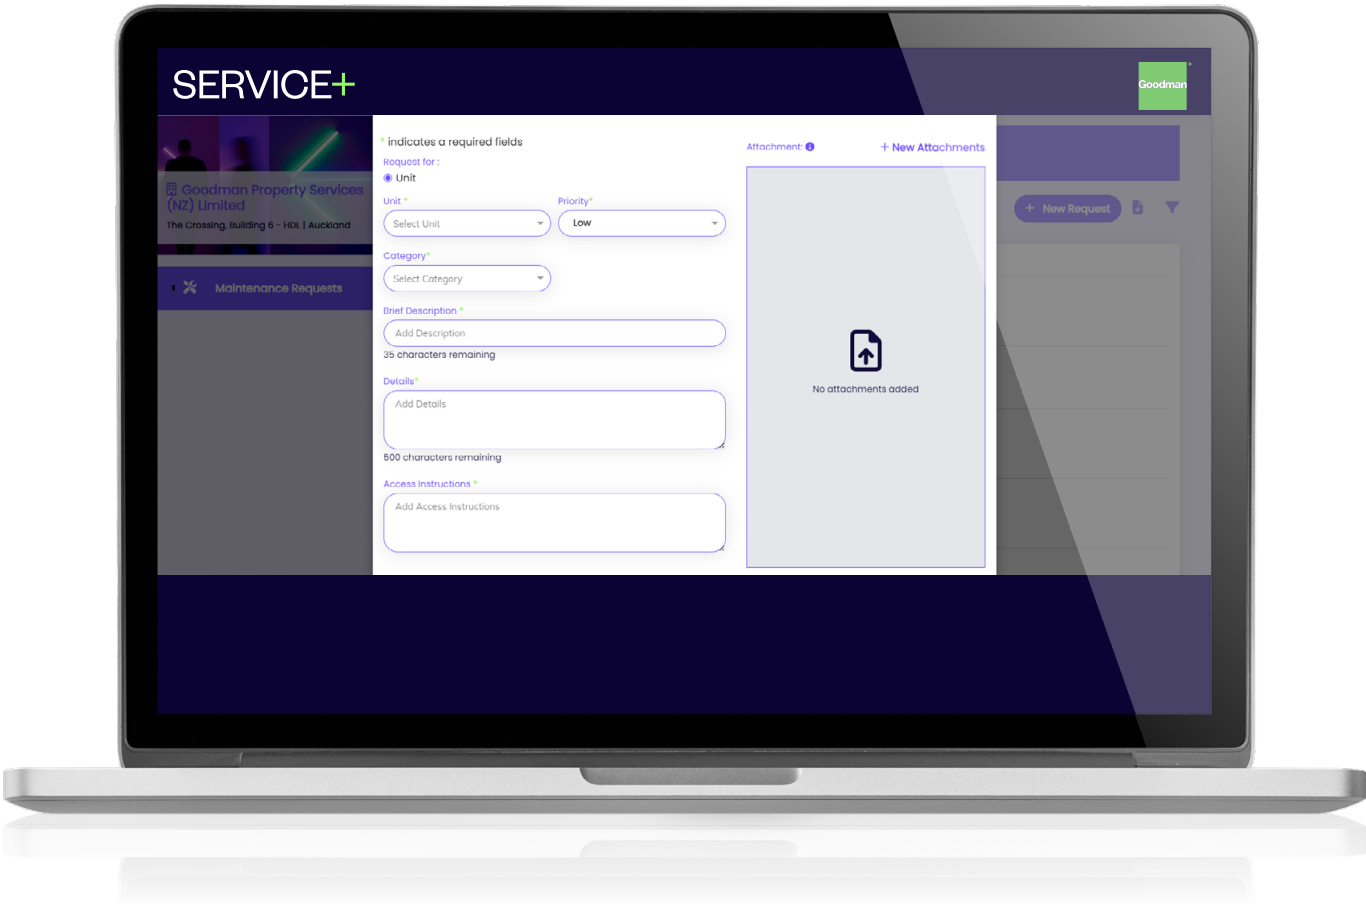 SERVICE+
Goodman
Goodman Property Services
(NZ) Limited
The Crossing, Building 6 - HDL | Auckland
Maintenance Requests
* indicates a required fields
Request for :
Unit
Unit *
Priority*
Select Unit
Low
Category*
Select Category
Brief Description *
Add Description
35 characters remaining
Details*
Add Details
500 characters remaining
Access Instructions *
Add Access Instructions
Attachment:
+ New Attachments
No attachments added
+ New Request